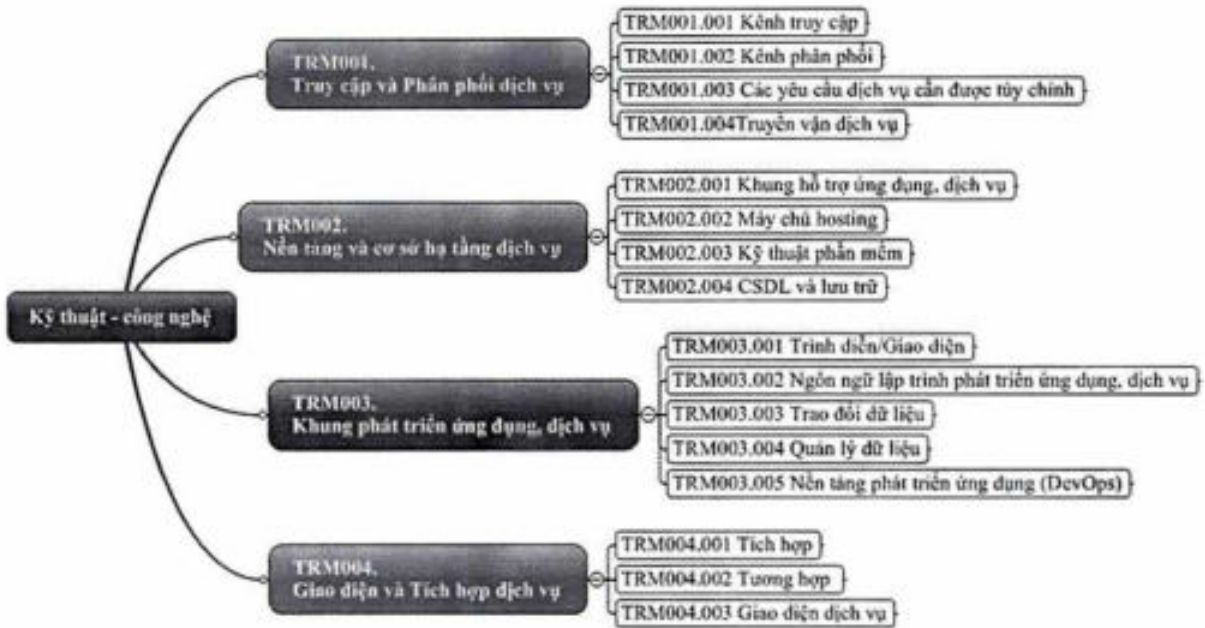 Kỹ thuật - công nghệ
TRM001.
Truy cập và Phân phối dịch vụ
TRM001.001 Kênh truy cập
TRM001.002 Kênh phân phối
TRM001.003 Các yêu cầu dịch vụ cần được tùy chỉnh
TRM001.004Truyền vận dịch vụ
TRM002.
Nền tảng và cơ sở hạ tầng dịch vụ
TRM002.001 Khung hỗ trợ ứng dụng, dịch vụ
TRM002.002 Máy chủ hosting
TRM002.003 Kỹ thuật phần mềm
TRM002.004 CSDL và lưu trữ
TRM003.
Khung phát triển ứng dụng, dịch vụ
TRM003.001 Trình diễn/Giao diện
TRM003.002 Ngôn ngữ lập trình phát triển ứng dụng, dịch vụ
TRM003.003 Trao đổi dữ liệu
TRM003.004 Quản lý dữ liệu
TRM003.005 Nền tảng phát triển ứng dụng (DevOps)
TRM004.
Giao diện và Tích hợp dịch vụ
TRM004.001 Tích hợp
TRM004.002 Tương hợp
TRM004.003 Giao diện dịch vụ